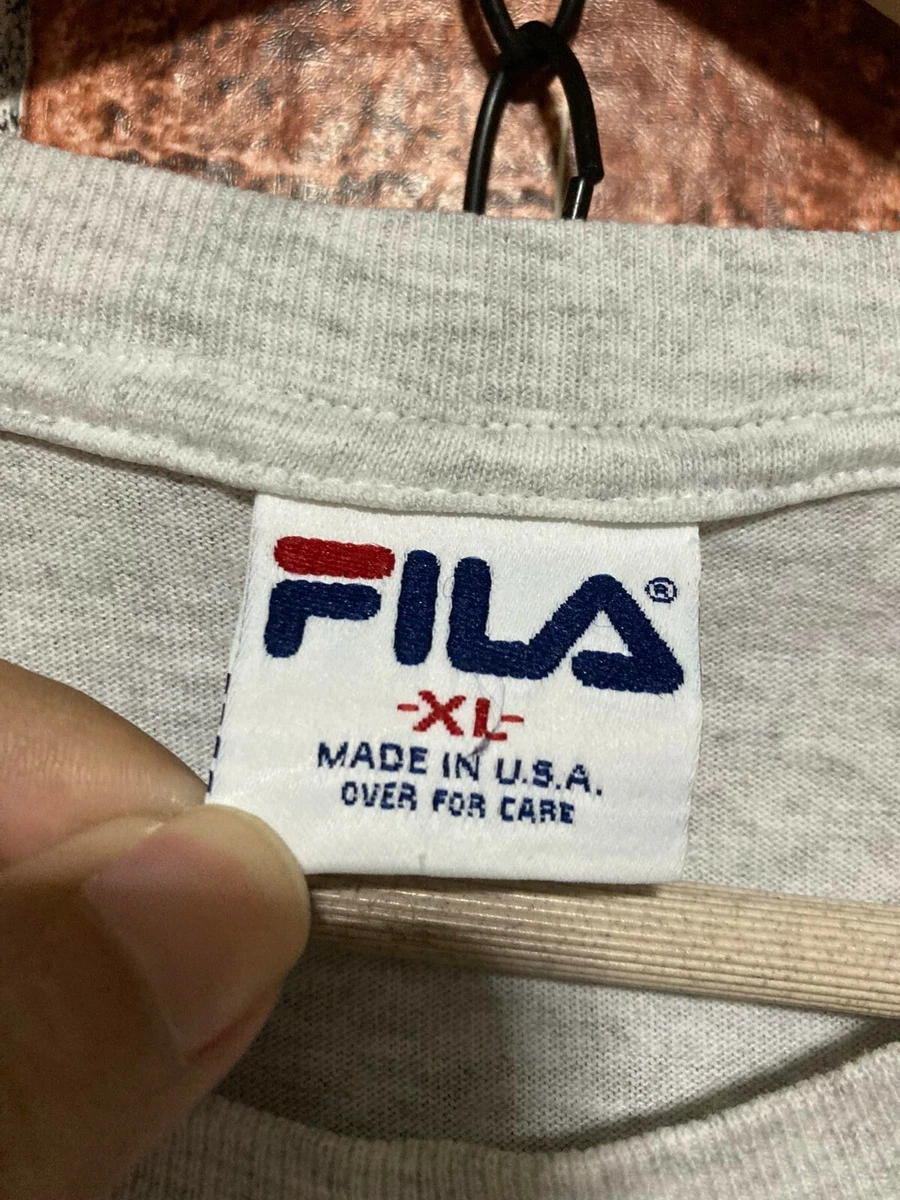 FILA®
-XL-
MADE IN U.S.A.
OVER FOR CARE